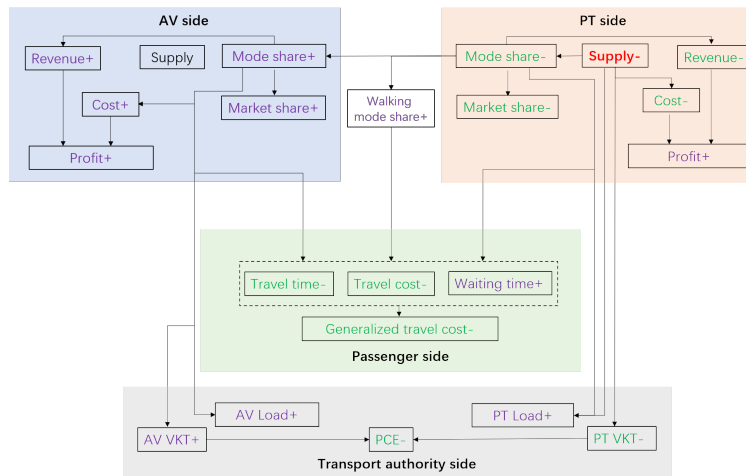 AV side
PT side
Revenue+
Supply
Mode share+
Mode share-
Supply-
Revenue-
Cost+
Market share+
Walking
mode share+
Market share-
Cost-
Profit+
Profit+
Travel time-
Travel cost-
Waiting time+
Generalized travel cost-
Passenger side
AV Load+
PT Load+
AV VKT+
PCE-
PT VKT-
Transport authority side